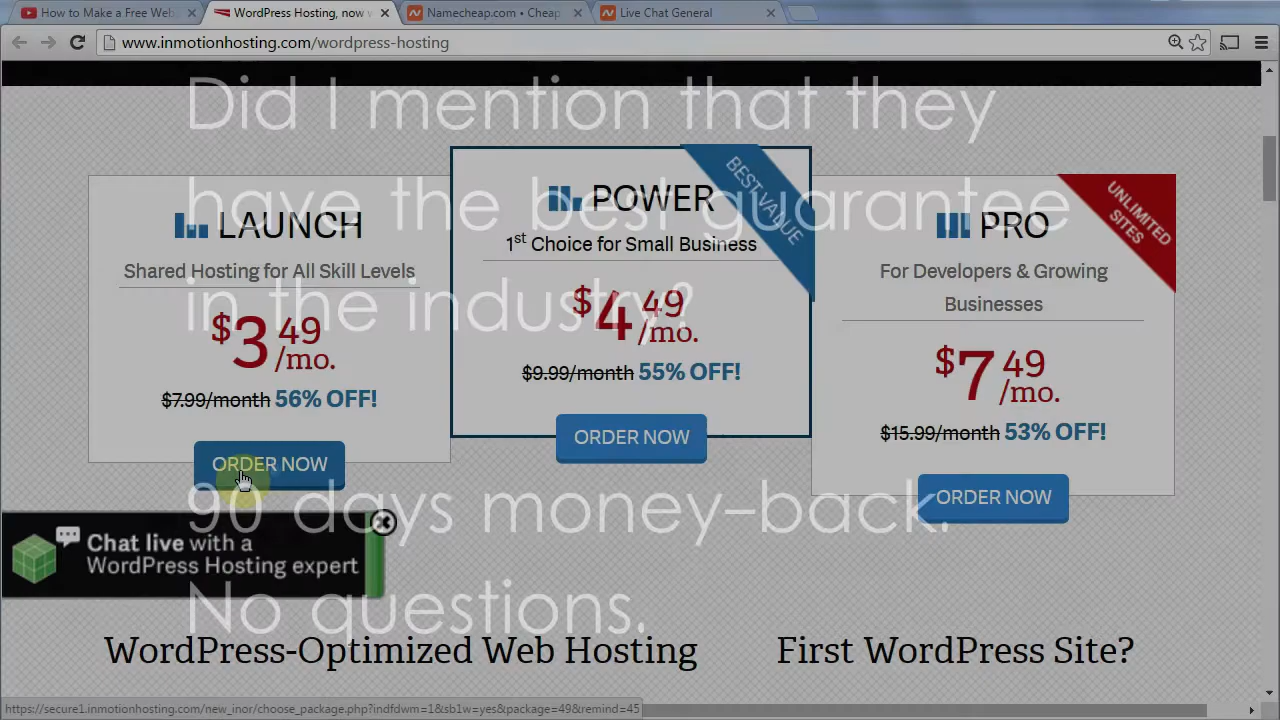 How to Make a Free Web
WordPress Hosting, now
Namecheap.com • Cheap
Live Chat General
www.inmotionhosting.com/wordpress-hosting
Did I mention that they
have the best guarantee
in the industry?
90 days money-back.
No questions.
LAUNCH
Shared Hosting for All Skill Levels
$3 49
/mo.
$7.99/month 56% OFF!
ORDER NOW
BEST VALUE
POWER
1st Choice for Small Business
$4 49
/mo.
$9.99/month 55% OFF!
ORDER NOW
UNLIMITED
SITES
PRO
For Developers & Growing
Businesses
$7 49
/mo.
$15.99/month 53% OFF!
ORDER NOW
Chat live with a
WordPress Hosting expert
WordPress-Optimized Web Hosting
First WordPress Site?
https://secure1.inmotionhosting.com/new_inor/choose_package.php?indfdwm=1&sb1w=yes&package=49&remind=45